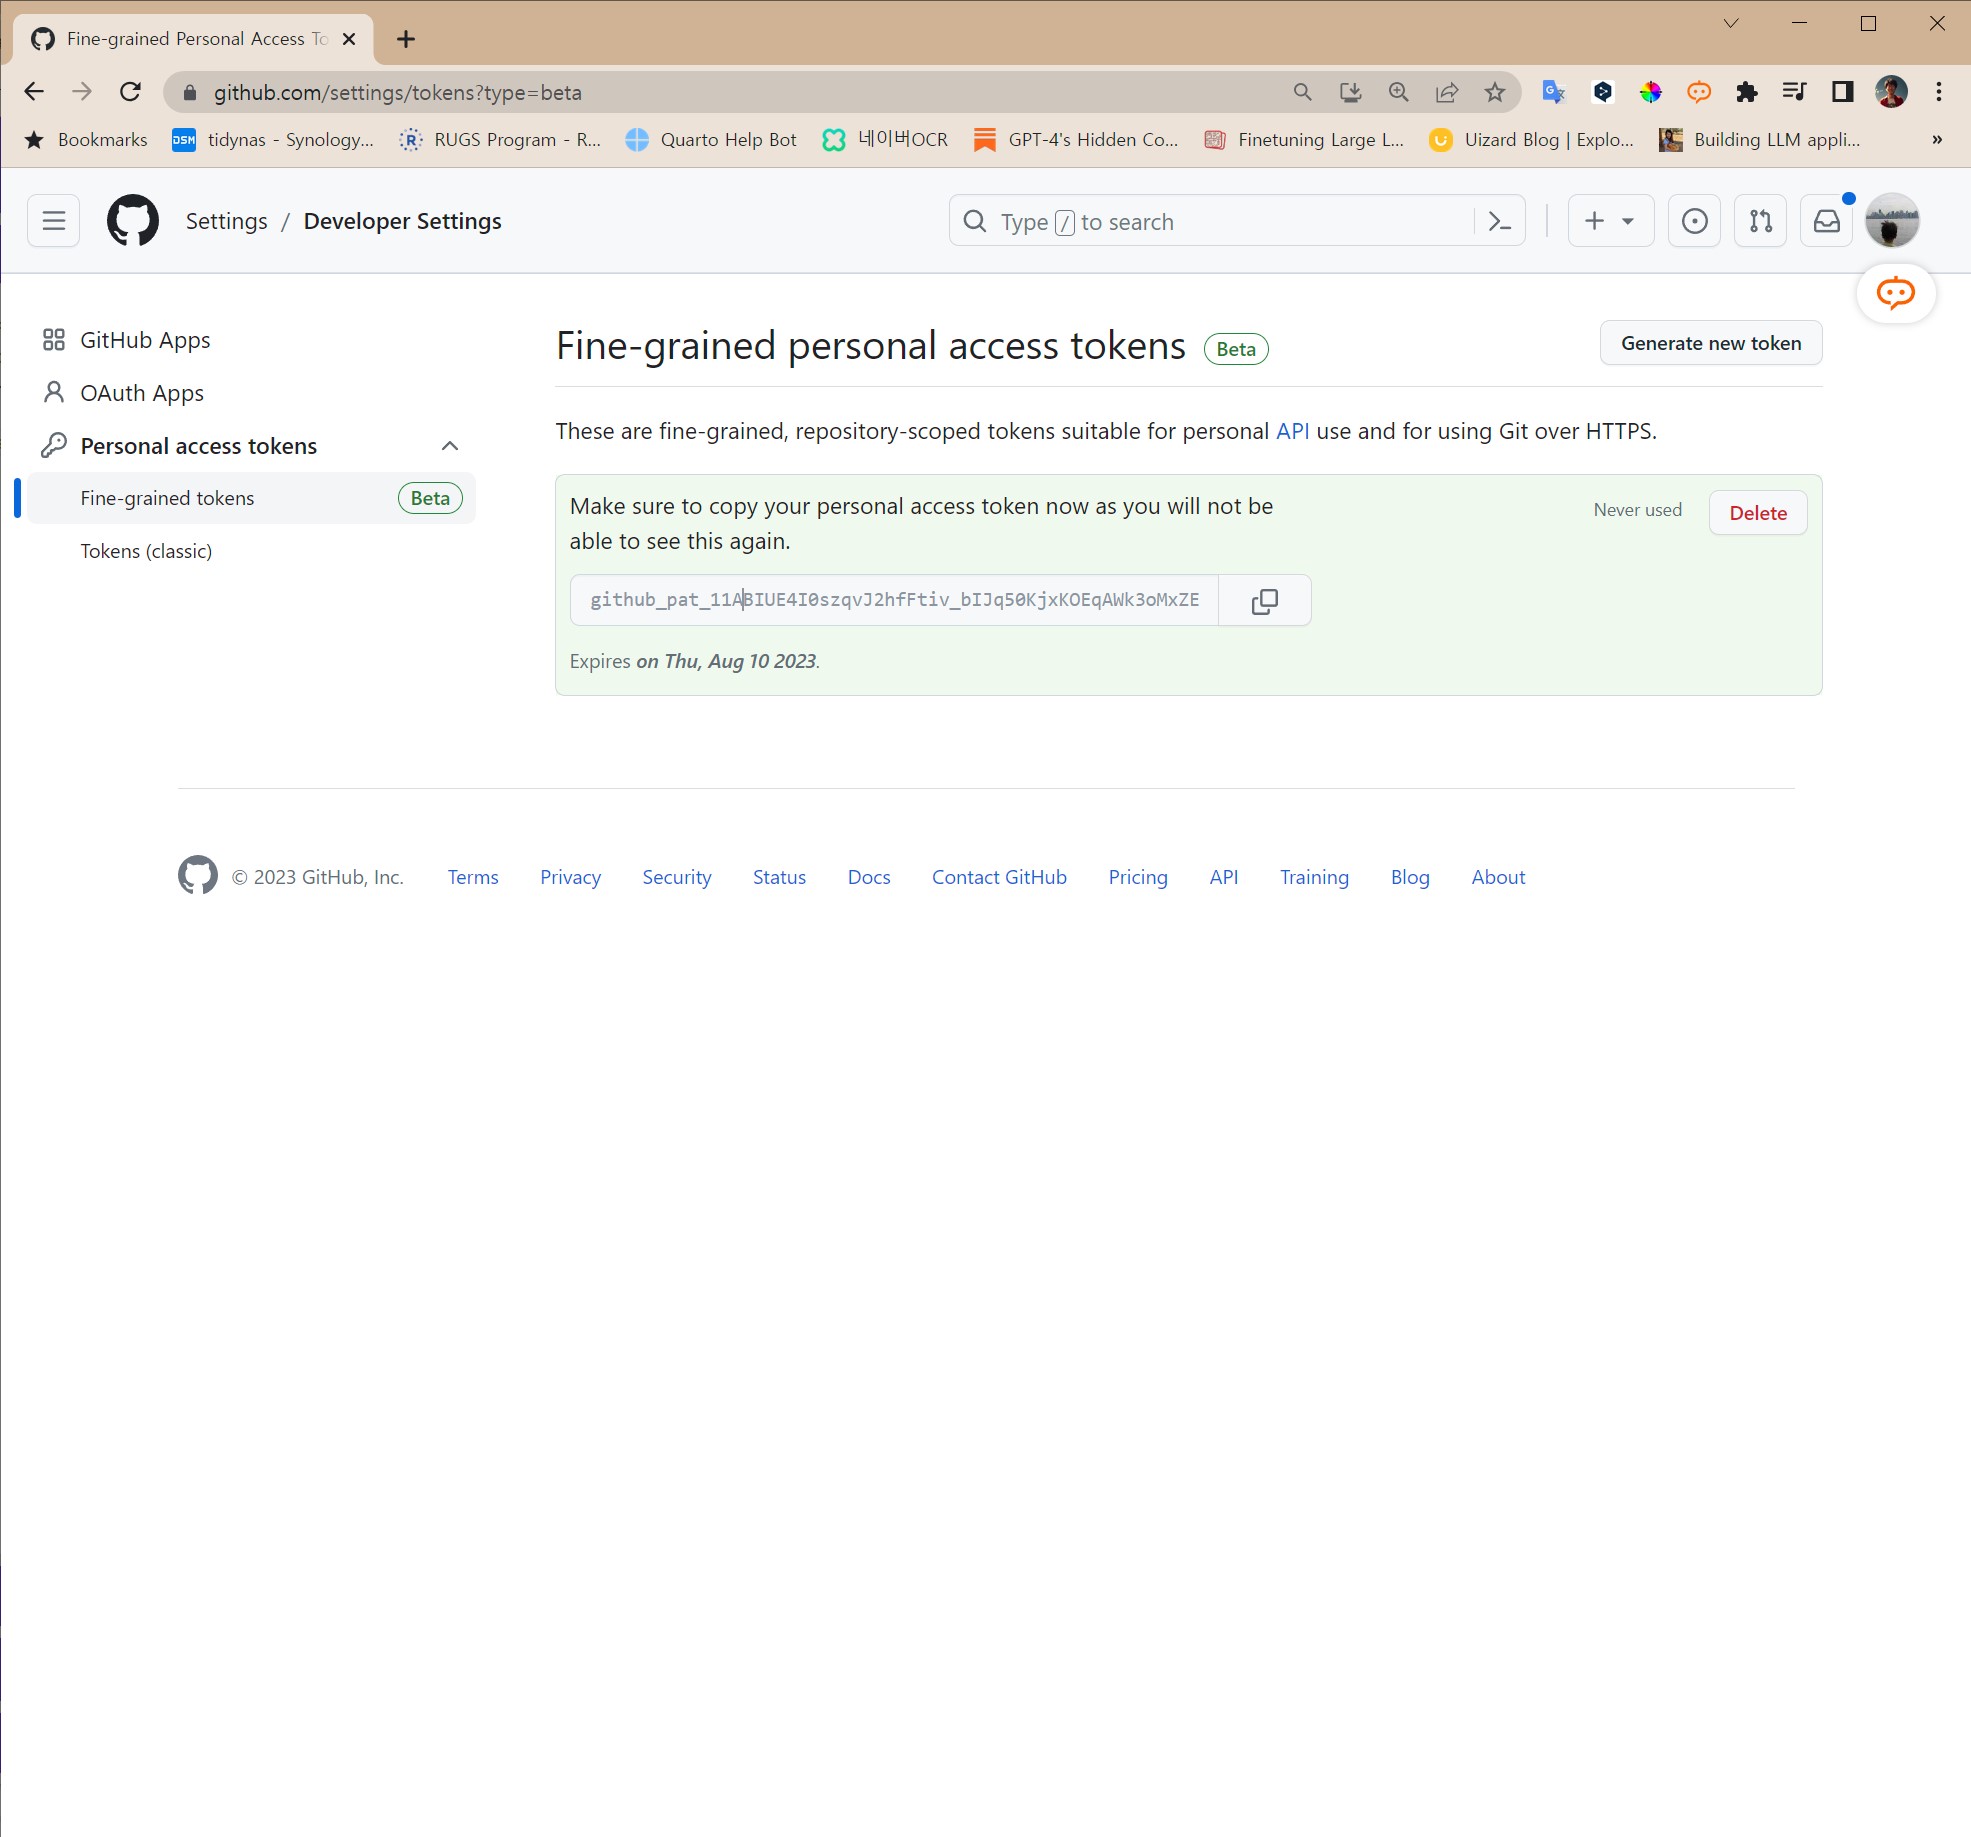 Fine-grained Personal Access To
github.com/settings/tokens?type=beta
Bookmarks DSM tidynas - Synology... R RUGS Program - R... Quarto Help Bot 네이버OCR GPT-4's Hidden Co... Finetuning Large L... Uizard Blog | Explo... Building LLM appli... »
Settings / Developer Settings Type / to search
GitHub Apps
OAuth Apps
Personal access tokens
Fine-grained tokens Beta
Tokens (classic)
Fine-grained personal access tokens Beta Generate new token
These are fine-grained, repository-scoped tokens suitable for personal API use and for using Git over HTTPS.
Make sure to copy your personal access token now as you will not be
able to see this again.
Never used Delete
github_pat_11ABIUE4I0szqvJ2hfFtiv_bIJq50KjxKOEqAWk3oMxZE
Expires on Thu, Aug 10 2023.
© 2023 GitHub, Inc. Terms Privacy Security Status Docs Contact GitHub Pricing API Training Blog About